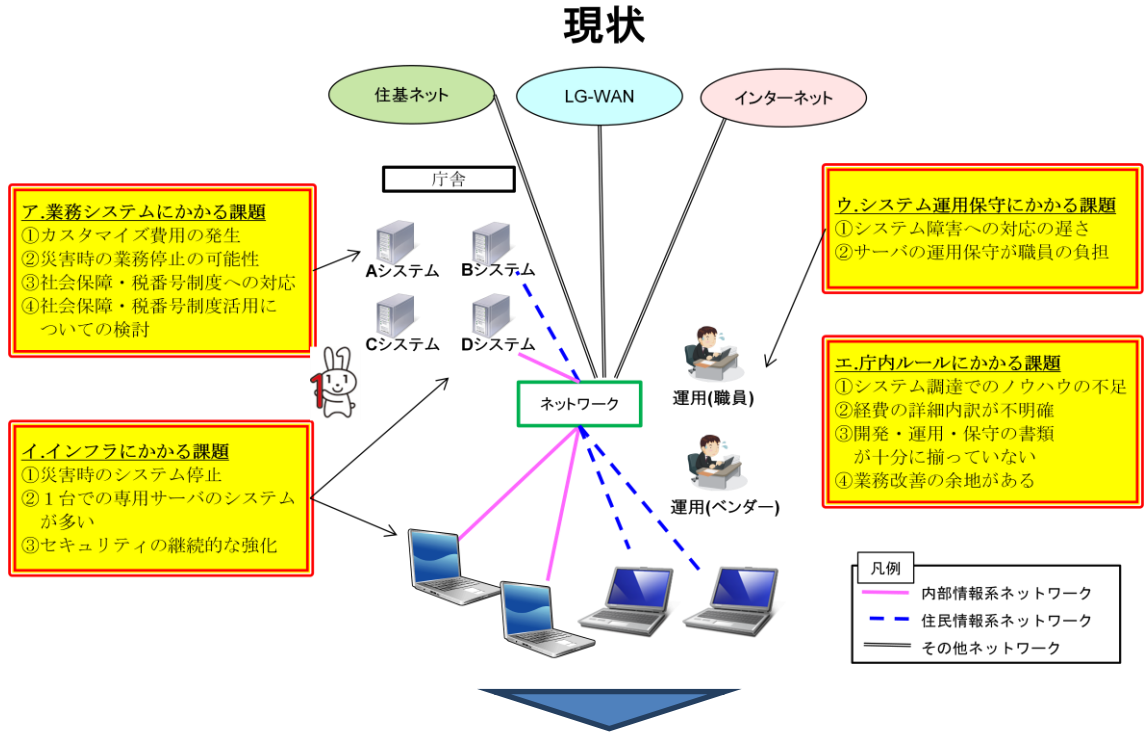 現状
住基ネット
LG-WAN
インターネット
庁舎
ア.業務システムにかかる課題
①カスタマイズ費用の発生
②災害時の業務停止の可能性
③社会保障・税番号制度への対応
④社会保障・税番号制度活用に
ついての検討
イ.インフラにかかる課題
①災害時のシステム停止
②１台での専用サーバのシステム
が多い
③セキュリティの継続的な強化
Aシステム
Bシステム
Cシステム
Dシステム
1
ネットワーク
運用(職員)
運用(ベンダー)
ウ.システム運用保守にかかる課題
①システム障害への対応の遅さ
②サーバの運用保守が職員の負担
エ.庁内ルールにかかる課題
①システム調達でのノウハウの不足
②経費の詳細内訳が不明確
③開発・運用・保守の書類
が十分に揃っていない
④業務改善の余地がある
凡例
内部情報系ネットワーク
住民情報系ネットワーク
その他ネットワーク